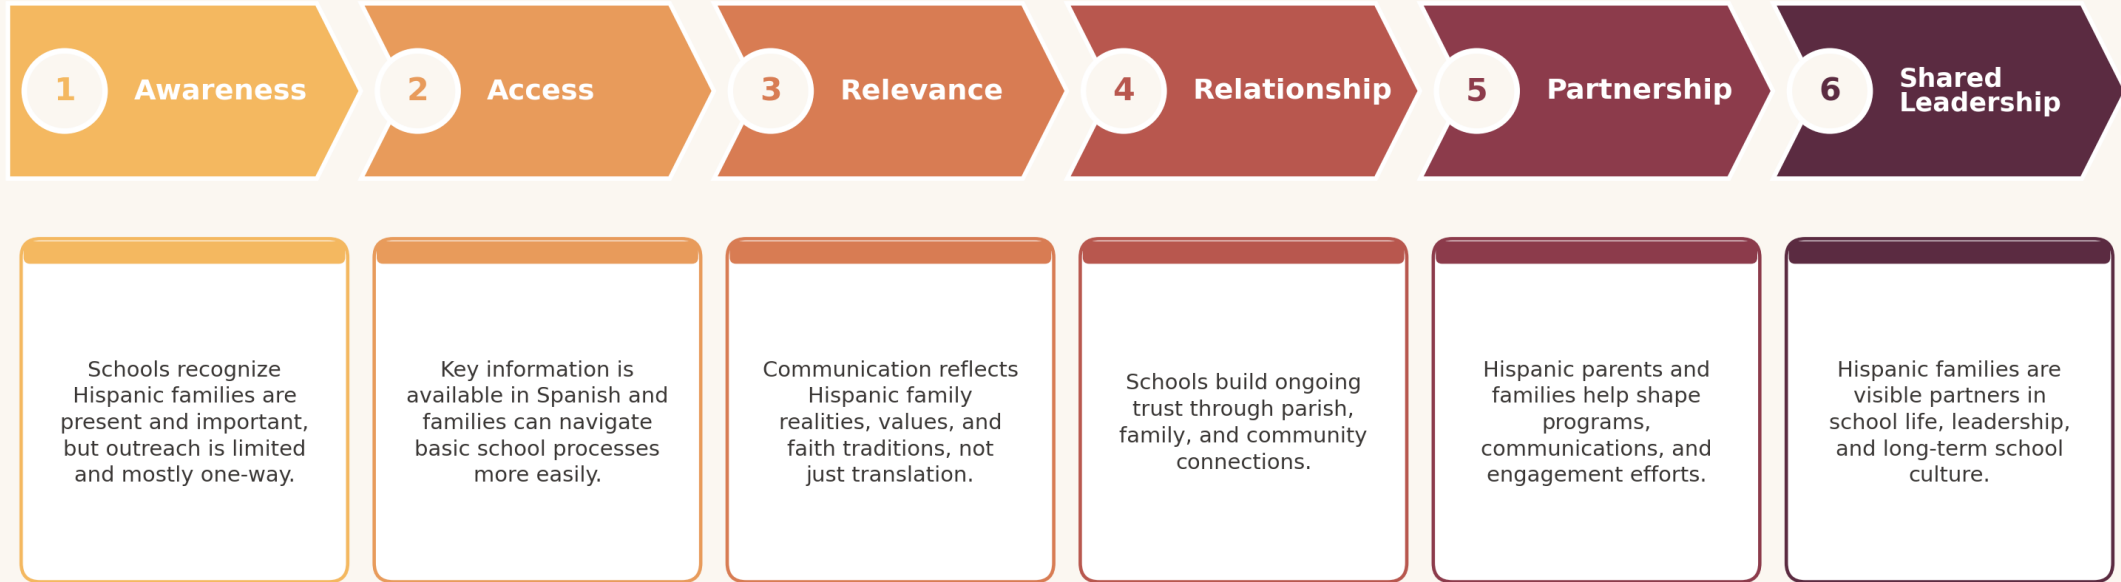 1
Awareness
2
Access
3
Relevance
4
Relationship
5
Partnership
6
Shared
Leadership
Schools recognize
Hispanic families are
present and important,
but outreach is limited
and mostly one-way.
Key information is
available in Spanish and
families can navigate
basic school processes
more easily.
Communication reflects
Hispanic family
realities, values, and
faith traditions, not
just translation.
Schools build ongoing
trust through parish,
family, and community
connections.
Hispanic parents and
families help shape
programs,
communications, and
engagement efforts.
Hispanic families are
visible partners in
school life, leadership,
and long-term school
culture.